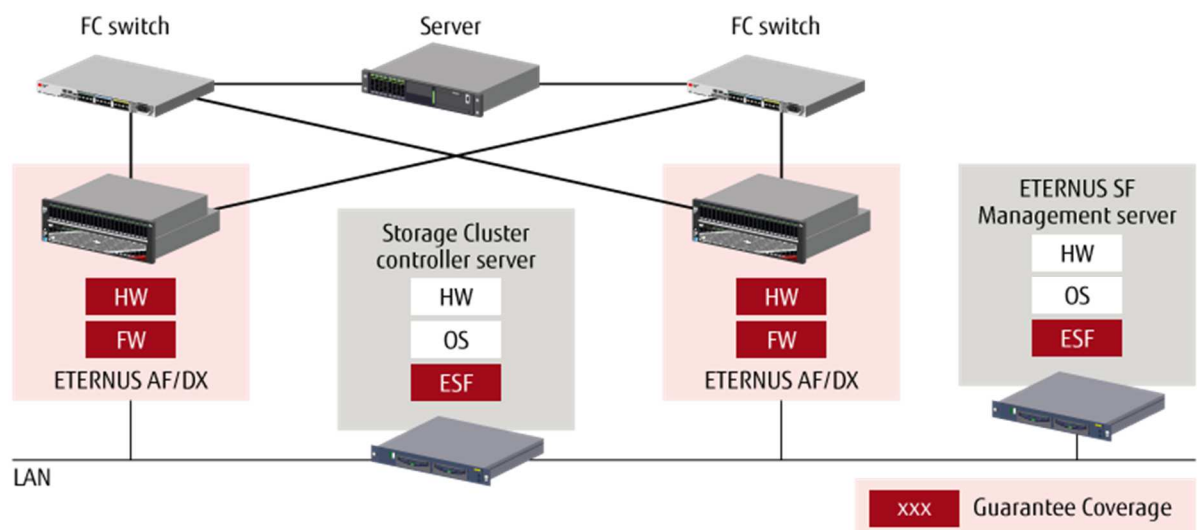 FC switch
Server
FC switch
HW
FW
ETERNUS AF/DX
Storage Cluster
controller server
HW
OS
ESF
HW
FW
ETERNUS AF/DX
ETERNUS SF
Management server
HW
OS
ESF
LAN
xxx Guarantee Coverage